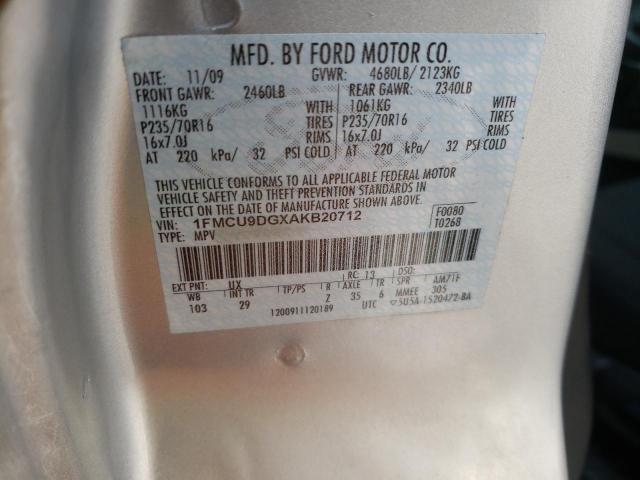 MFD. BY FORD MOTOR CO.
DATE: 11/09 GVWR: 4680LB/ 2123KG
FRONT GAWR: 2460LB REAR GAWR: 2340LB
1116KG WITH 1061KG WITH
P235/70R16 TIRES P235/70R16 TIRES
16x7.0J RIMS 16x7.0J RIMS
AT 220 kPa/ 32 PSI COLD AT 220 kPa/ 32 PSI COLD
THIS VEHICLE CONFORMS TO ALL APPLICABLE FEDERAL MOTOR
VEHICLE SAFETY AND THEFT PREVENTION STANDARDS IN
EFFECT ON THE DATE OF MANUFACTURE SHOWN ABOVE.
VIN: 1FMCU9DGXAKB20712 F0080
TYPE: MPV T0268
EXT PNT: UX RC: 13 DSO:
WB INT TR TP/PS R AXLE TR SPR AM71F
103 29 Z 35 6 MMEE 305
1200911120189 UTC 5U5A-1520472-BA